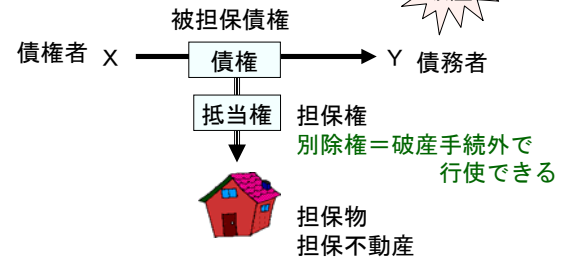 被担保債権
債権者 X 債権 Y 債務者
抵当権 担保権
別除権＝破産手続外で
行使できる
担保物
担保不動産